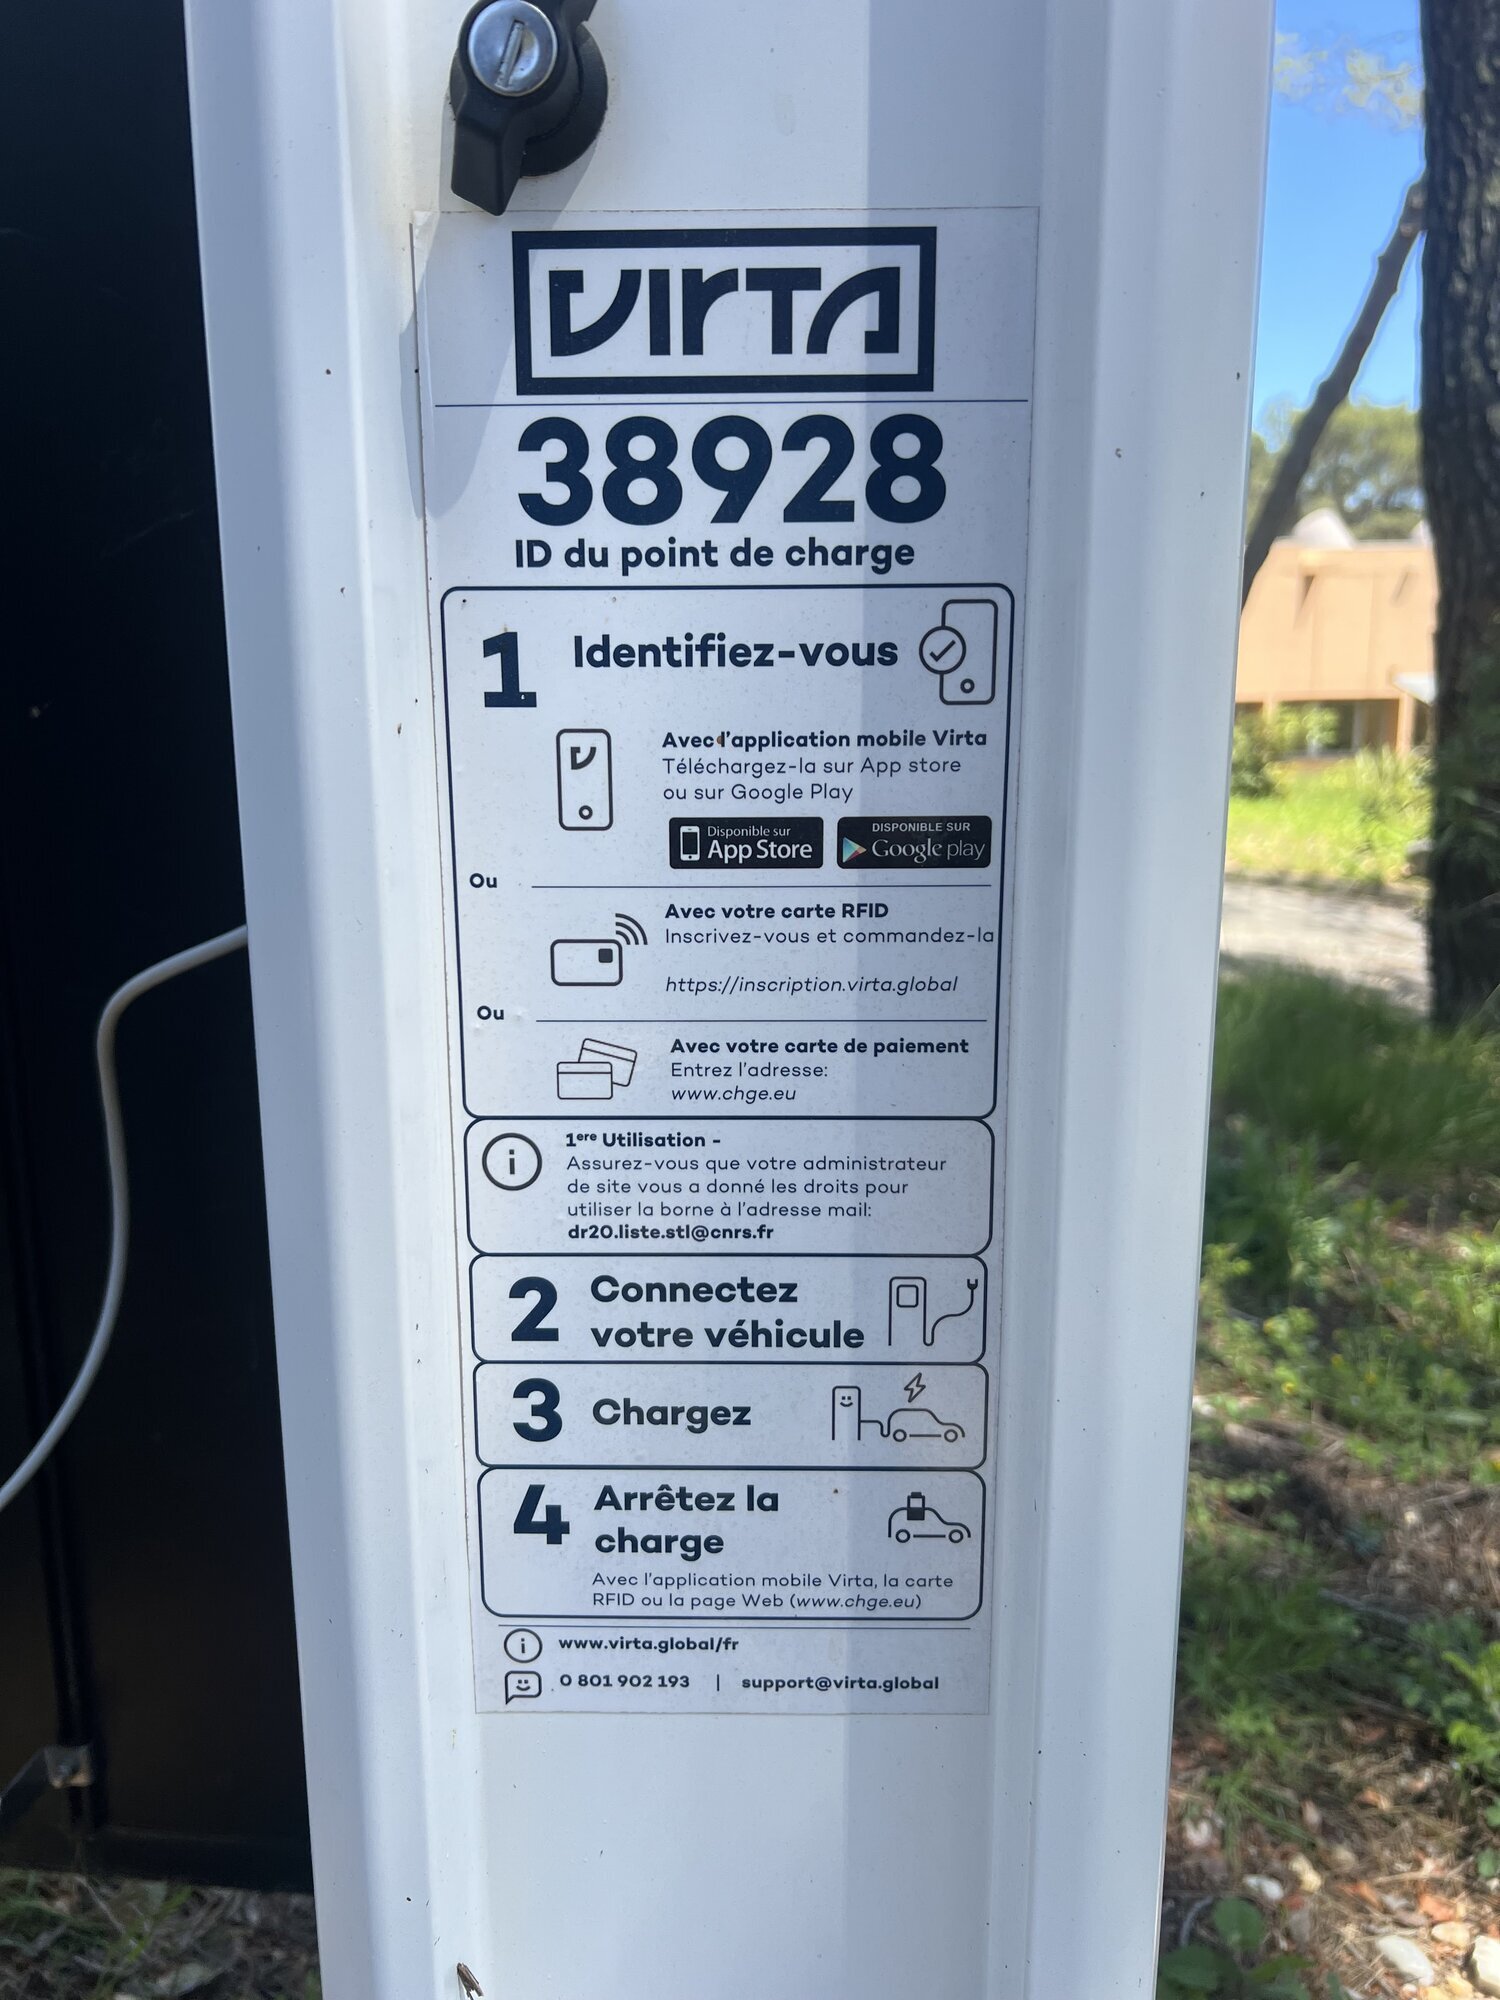 VIRTA
38928
ID du point de charge
1 Identifiez-vous
Avec l'application mobile Virta
Téléchargez-la sur App store
ou sur Google Play
Disponible sur
App Store
DISPONIBLE SUR
Google play
Ou
Avec votre carte RFID
Inscrivez-vous et commandez-la
https://inscription.virta.global
Ou
Avec votre carte de paiement
Entrez l'adresse:
www.chge.eu
1ere Utilisation -
Assurez-vous que votre administrateur
de site vous a donné les droits pour
utiliser la borne à l'adresse mail:
dr20.liste.stl@cnrs.fr
2 Connectez
votre véhicule
3 Chargez
4 Arrêtez la
charge
Avec l'application mobile Virta, la carte
RFID ou la page Web (www.chge.eu)
www.virta.global/fr
0 801 902 193 | support@virta.global